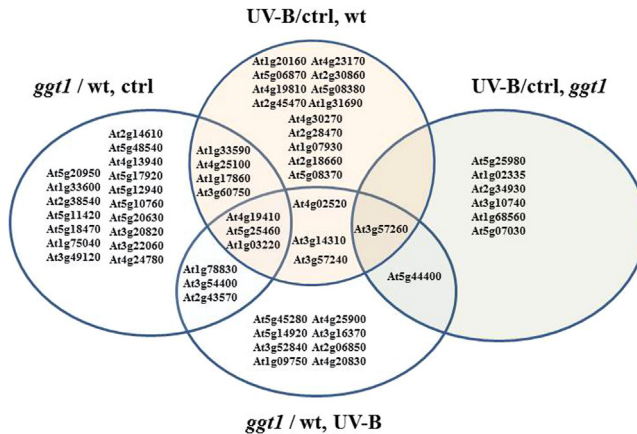 UV-B/ctrl, wt
ggt1 / wt, ctrl
UV-B/ctrl, ggt1
At1g20160 At4g23170
At5g06870 At2g30860
At4g19810 At5g08380
At2g45470 At1g31690
At4g30270
At2g28470
At1g07930
At2g18660
At5g08370
At2g14610
At5g48540
At4g13940
At5g17920
At5g12940
At5g10760
At5g20630
At3g20820
At3g22060
At4g24780
At5g20950
At1g33600
At2g38540
At5g11420
At5g18470
At1g75040
At3g49120
At1g33590
At4g25100
At1g17860
At3g60750
At5g25980
At1g02335
At2g34930
At3g10740
At1g68560
At5g07030
At4g02520
At4g19410
At5g25460
At1g03220
At3g57260
At3g14310
At3g57240
At1g78830
At3g54400
At2g43570
At5g44400
At5g45280 At4g25900
At5g14920 At3g16370
At3g52840 At2g06850
At1g09750 At4g20830
ggt1 / wt, UV-B